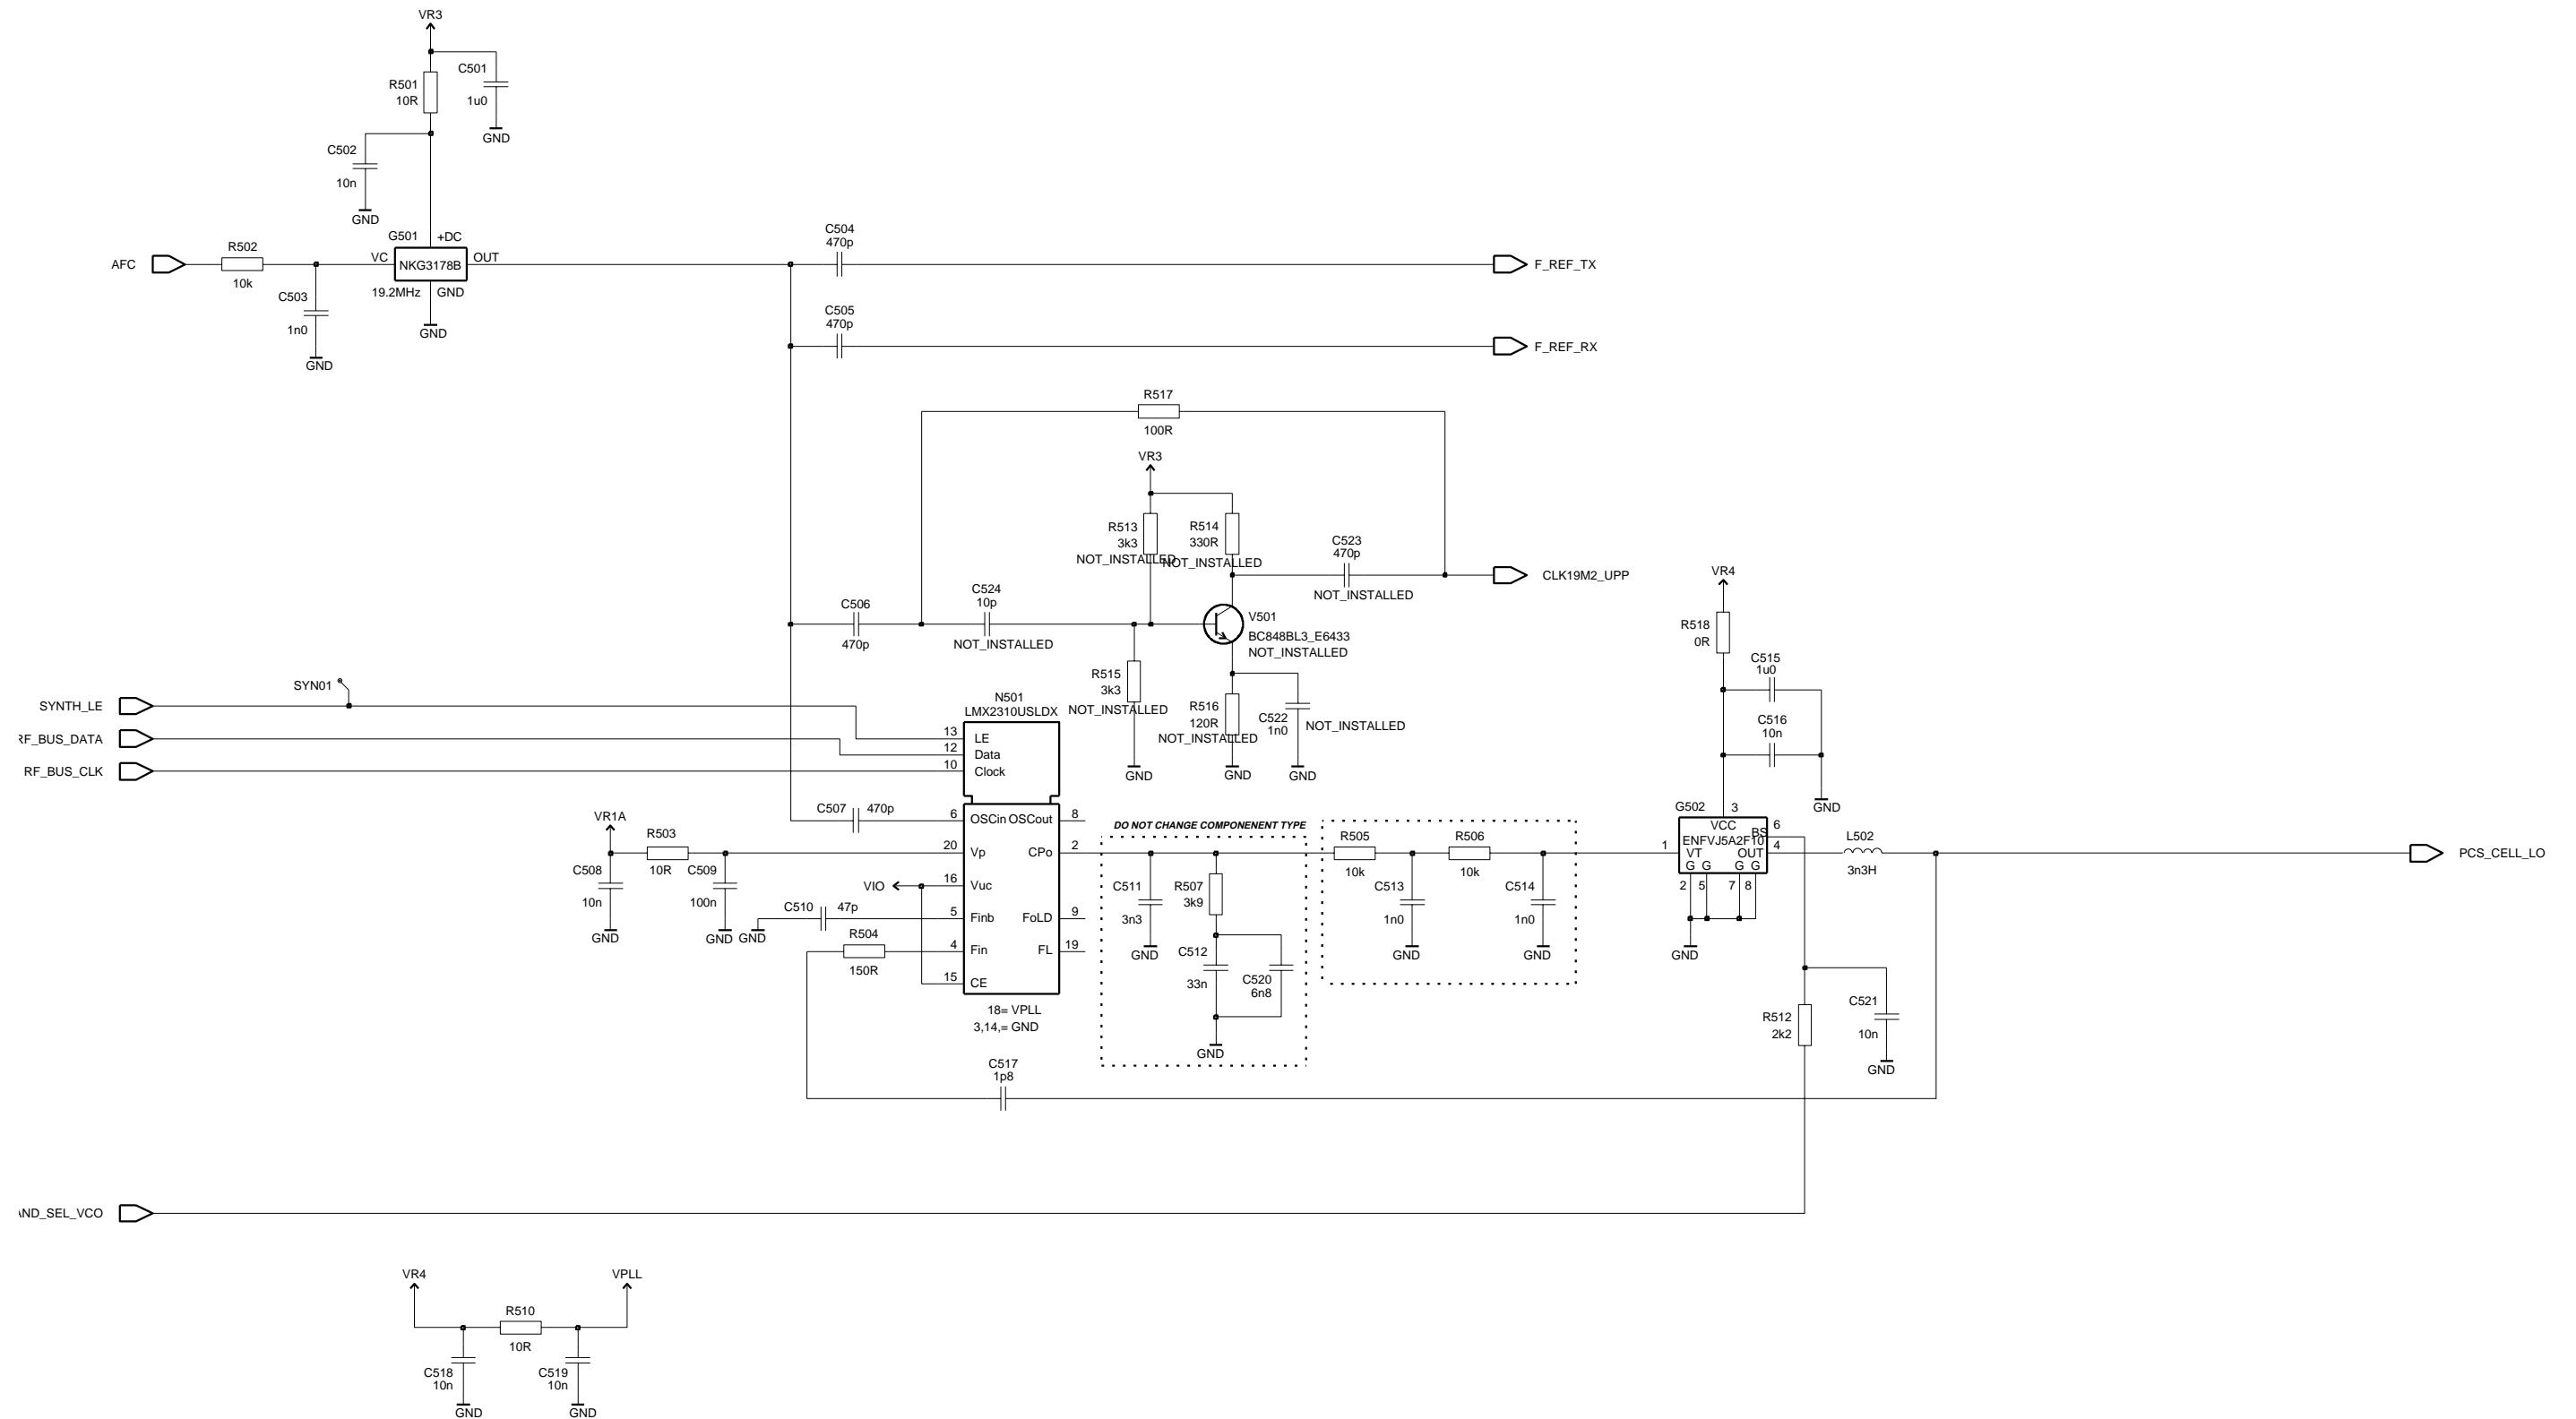 VR3
R501
10R
C501
1u0
GND
C502
10n
GND
AFC
R502
10k
C503
1n0
GND
G501
+DC
VC
NKG3178B
OUT
19.2MHz
GND
GND
C504
470p
F_REF_TX
C505
470p
F_REF_RX
R517
100R
VR3
R513
3k3
NOT_INSTALLED
R514
330R
NOT_INSTALLED
C523
470p
NOT_INSTALLED
CLK19M2_UPP
C506
470p
C524
10p
NOT_INSTALLED
V501
BC848BL3_E6433
NOT_INSTALLED
R515
3k3
NOT_INSTALLED
GND
R516
120R
NOT_INSTALLED
GND
C522
1n0
NOT_INSTALLED
GND
VR4
R518
0R
C515
1u0
C516
10n
GND
SYN01
SYNTH_LE
RF_BUS_DATA
RF_BUS_CLK
N501
LMX2310USLDX
13 LE
12 Data
10 Clock
C507 470p
6 OSCin OSCout 8
20 Vp CPo 2
16 Vuc
5 Finb FoLD 9
4 Fin FL 19
15 CE
18= VPLL
3,14,= GND
VR1A
R503
10R
C508
10n
GND
C509
100n
GND
VIO
C510 47p
GND
R504
150R
DO NOT CHANGE COMPONENENT TYPE
C511
3n3
GND
R507
3k9
C512
33n
C520
6n8
GND
R505
10k
R506
10k
C513
1n0
GND
C514
1n0
GND
G502 3
VCC
BS 6
ENFVJ5A2F10
1 VT OUT 4
G G G G
2 5 7 8
GND
L502
3n3H
PCS_CELL_LO
R512
2k2
C521
10n
GND
C517
1p8
AND_SEL_VCO
VR4
VPLL
R510
10R
C518
10n
GND
C519
10n
GND